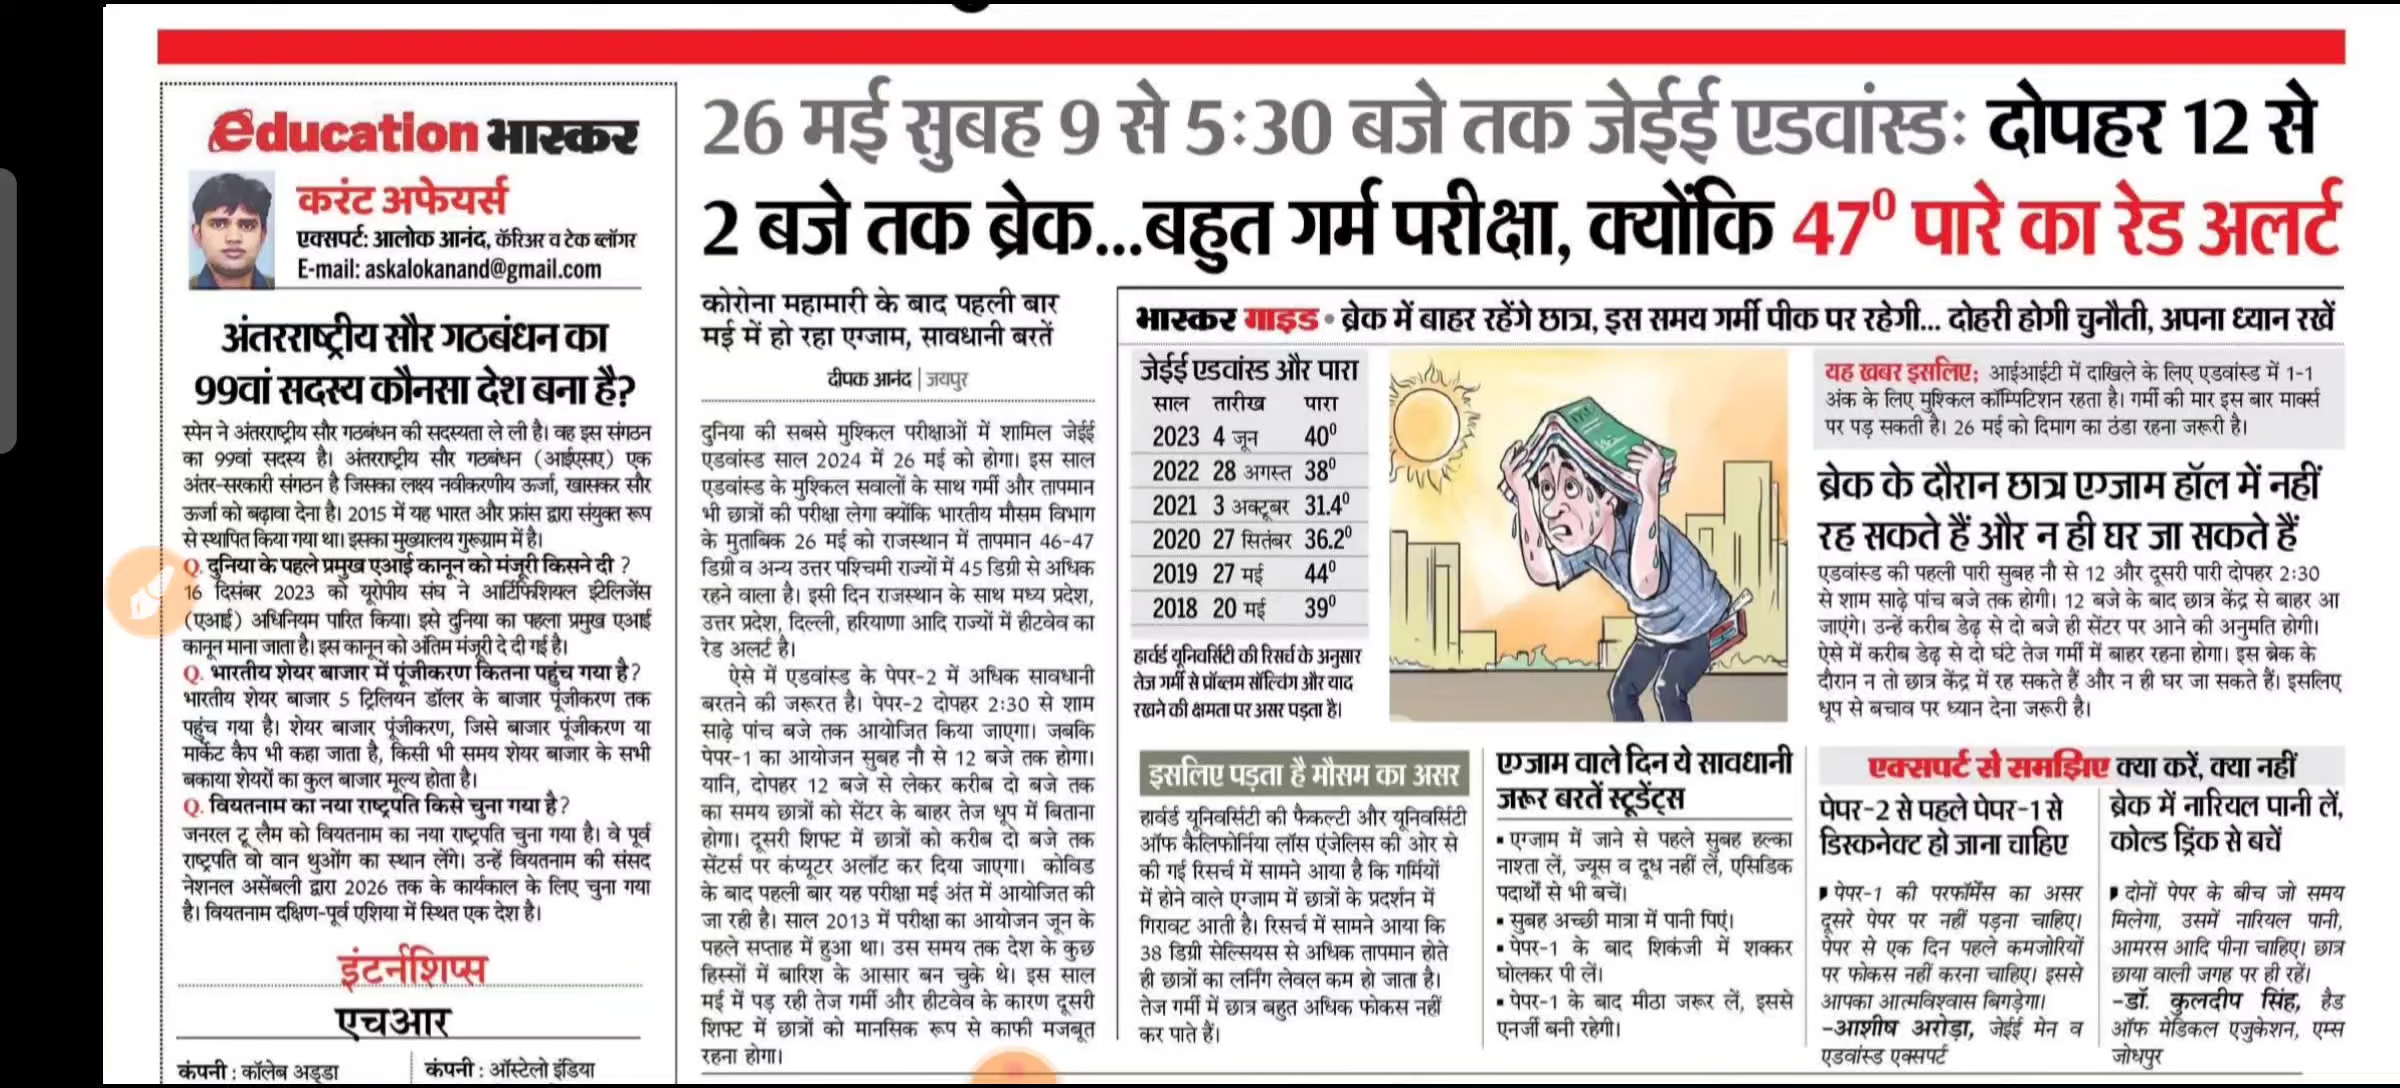 education भास्कर
करंट अफेयर्स
एक्सपर्ट: आलोक आनंद, कॅरिअर व टेक ब्लॉगर
E-mail: askalokanand@gmail.com
अंतरराष्ट्रीय सौर गठबंधन का
99वां सदस्य कौनसा देश बना है?
स्पेन ने अंतरराष्ट्रीय सौर गठबंधन की सदस्यता ले ली है। वह इस संगठन
का 99वां सदस्य है। अंतरराष्ट्रीय सौर गठबंधन (आईएसए) एक
अंतर-सरकारी संगठन है जिसका लक्ष्य नवीकरणीय ऊर्जा, खासकर सौर
ऊर्जा को बढ़ावा देना है। 2015 में यह भारत और फ्रांस द्वारा संयुक्त रूप
से स्थापित किया गया था। इसका मुख्यालय गुरूग्राम में है।
Q. दुनिया के पहले प्रमुख एआई कानून को मंजूरी किसने दी ?
16 दिसंबर 2023 को यूरोपीय संघ ने आर्टिफिशियल इंटेलिजेंस
(एआई) अधिनियम पारित किया। इसे दुनिया का पहला प्रमुख एआई
कानून माना जाता है। इस कानून को अंतिम मंजूरी दे दी गई है।
Q. भारतीय शेयर बाजार में पूंजीकरण कितना पहुंच गया है?
भारतीय शेयर बाजार 5 ट्रिलियन डॉलर के बाजार पूंजीकरण तक
पहुंच गया है। शेयर बाजार पूंजीकरण, जिसे बाजार पूंजीकरण या
मार्केट कैप भी कहा जाता है, किसी भी समय शेयर बाजार के सभी
बकाया शेयरों का कुल बाजार मूल्य होता है।
Q. वियतनाम का नया राष्ट्रपति किसे चुना गया है?
जनरल टू लैम को वियतनाम का नया राष्ट्रपति चुना गया है। वे पूर्व
राष्ट्रपति वो वान थुओंग का स्थान लेंगे। उन्हें वियतनाम की संसद
नेशनल असेंबली द्वारा 2026 तक के कार्यकाल के लिए चुना गया
है। वियतनाम दक्षिण-पूर्व एशिया में स्थित एक देश है।
इंटर्नशिप्स
एचआर
कंपनी : कॉलेब अड्डा
कंपनी : ऑस्टेलो इंडिया
26 मई सुबह 9 से 5:30 बजे तक जेईई एडवांस्ड: दोपहर 12 से
2 बजे तक ब्रेक...बहुत गर्म परीक्षा, क्योंकि 47⁰ पारे का रेड अलर्ट
कोरोना महामारी के बाद पहली बार
मई में हो रहा एग्जाम, सावधानी बरतें
दीपक आनंद | जयपुर
दुनिया की सबसे मुश्किल परीक्षाओं में शामिल जेईई
एडवांस्ड साल 2024 में 26 मई को होगा। इस साल
एडवांस्ड के मुश्किल सवालों के साथ गर्मी और तापमान
भी छात्रों की परीक्षा लेगा क्योंकि भारतीय मौसम विभाग
के मुताबिक 26 मई को राजस्थान में तापमान 46-47
डिग्री व अन्य उत्तर पश्चिमी राज्यों में 45 डिग्री से अधिक
रहने वाला है। इसी दिन राजस्थान के साथ मध्य प्रदेश,
उत्तर प्रदेश, दिल्ली, हरियाणा आदि राज्यों में हीटवेव का
रेड अलर्ट है।
ऐसे में एडवांस्ड के पेपर-2 में अधिक सावधानी
बरतने की जरूरत है। पेपर-2 दोपहर 2:30 से शाम
साढ़े पांच बजे तक आयोजित किया जाएगा। जबकि
पेपर-1 का आयोजन सुबह नौ से 12 बजे तक होगा।
यानि, दोपहर 12 बजे से लेकर करीब दो बजे तक
का समय छात्रों को सेंटर के बाहर तेज धूप में बिताना
होगा। दूसरी शिफ्ट में छात्रों को करीब दो बजे तक
सेंटर्स पर कंप्यूटर अलॉट कर दिया जाएगा। कोविड
के बाद पहली बार यह परीक्षा मई अंत में आयोजित की
जा रही है। साल 2013 में परीक्षा का आयोजन जून के
पहले सप्ताह में हुआ था। उस समय तक देश के कुछ
हिस्सों में बारिश के आसार बन चुके थे। इस साल
मई में पड़ रही तेज गर्मी और हीटवेव के कारण दूसरी
शिफ्ट में छात्रों को मानसिक रूप से काफी मजबूत
रहना होगा।
भास्कर गाइड • ब्रेक में बाहर रहेंगे छात्र, इस समय गर्मी पीक पर रहेगी... दोहरी होगी चुनौती, अपना ध्यान रखें
जेईई एडवांस्ड और पारा
साल तारीख पारा
2023 4 जून 40⁰
2022 28 अगस्त 38⁰
2021 3 अक्टूबर 31.4⁰
2020 27 सितंबर 36.2⁰
2019 27 मई 44⁰
2018 20 मई 39⁰
हार्वर्ड यूनिवर्सिटी की रिसर्च के अनुसार
तेज गर्मी से प्रॉब्लम सॉल्विंग और याद
रखने की क्षमता पर असर पड़ता है।
यह खबर इसलिए; आईआईटी में दाखिले के लिए एडवांस्ड में 1-1
अंक के लिए मुश्किल कॉम्पिटिशन रहता है। गर्मी की मार इस बार मार्क्स
पर पड़ सकती है। 26 मई को दिमाग का ठंडा रहना जरूरी है।
ब्रेक के दौरान छात्र एग्जाम हॉल में नहीं
रह सकते हैं और न ही घर जा सकते हैं
एडवांस्ड की पहली पारी सुबह नौ से 12 और दूसरी पारी दोपहर 2:30
से शाम साढ़े पांच बजे तक होगी। 12 बजे के बाद छात्र केंद्र से बाहर आ
जाएंगे। उन्हें करीब डेढ़ से दो बजे ही सेंटर पर आने की अनुमति होगी।
ऐसे में करीब डेढ़ से दो घंटे तेज गर्मी में बाहर रहना होगा। इस ब्रेक के
दौरान न तो छात्र केंद्र में रह सकते हैं और न ही घर जा सकते हैं। इसलिए
धूप से बचाव पर ध्यान देना जरूरी है।
इसलिए पड़ता है मौसम का असर
हार्वर्ड यूनिवर्सिटी की फैकल्टी और यूनिवर्सिटी
ऑफ कैलिफोर्निया लॉस एंजेलिस की ओर से
की गई रिसर्च में सामने आया है कि गर्मियों
में होने वाले एग्जाम में छात्रों के प्रदर्शन में
गिरावट आती है। रिसर्च में सामने आया कि
38 डिग्री सेल्सियस से अधिक तापमान होते
ही छात्रों का लर्निंग लेवल कम हो जाता है।
तेज गर्मी में छात्र बहुत अधिक फोकस नहीं
कर पाते हैं।
एग्जाम वाले दिन ये सावधानी
जरूर बरतें स्टूडेंट्स
▪ एग्जाम में जाने से पहले सुबह हल्का
नाश्ता लें, ज्यूस व दूध नहीं लें, एसिडिक
पदार्थों से भी बचें।
▪ सुबह अच्छी मात्रा में पानी पिएं।
▪ पेपर-1 के बाद शिकंजी में शक्कर
घोलकर पी लें।
▪ पेपर-1 के बाद मीठा जरूर लें, इससे
एनर्जी बनी रहेगी।
एक्सपर्ट से समझिए क्या करें, क्या नहीं
पेपर-2 से पहले पेपर-1 से
डिस्कनेक्ट हो जाना चाहिए
पेपर-1 की परफॉर्मेंस का असर
दूसरे पेपर पर नहीं पड़ना चाहिए।
पेपर से एक दिन पहले कमजोरियों
पर फोकस नहीं करना चाहिए। इससे
आपका आत्मविश्वास बिगड़ेगा।
-आशीष अरोड़ा, जेईई मेन व
एडवांस्ड एक्सपर्ट
ब्रेक में नारियल पानी लें,
कोल्ड ड्रिंक से बचें
दोनों पेपर के बीच जो समय
मिलेगा, उसमें नारियल पानी,
आमरस आदि पीना चाहिए। छात्र
छाया वाली जगह पर ही रहें।
-डॉ. कुलदीप सिंह, हैड
ऑफ मेडिकल एजुकेशन, एम्स
जोधपुर